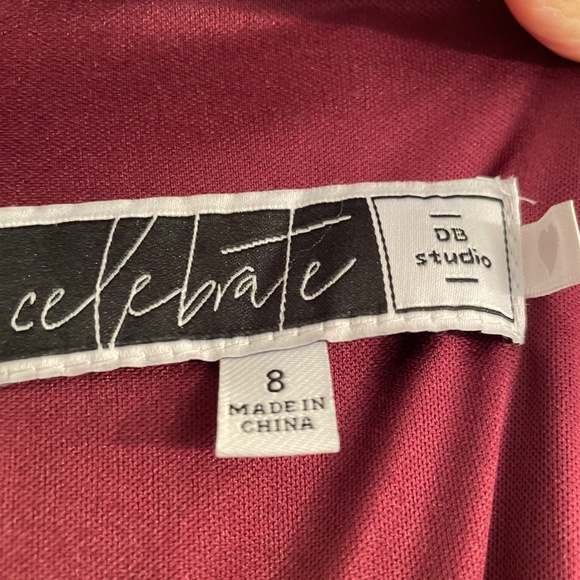 celebrate
DB
studio
8
MADE IN
CHINA